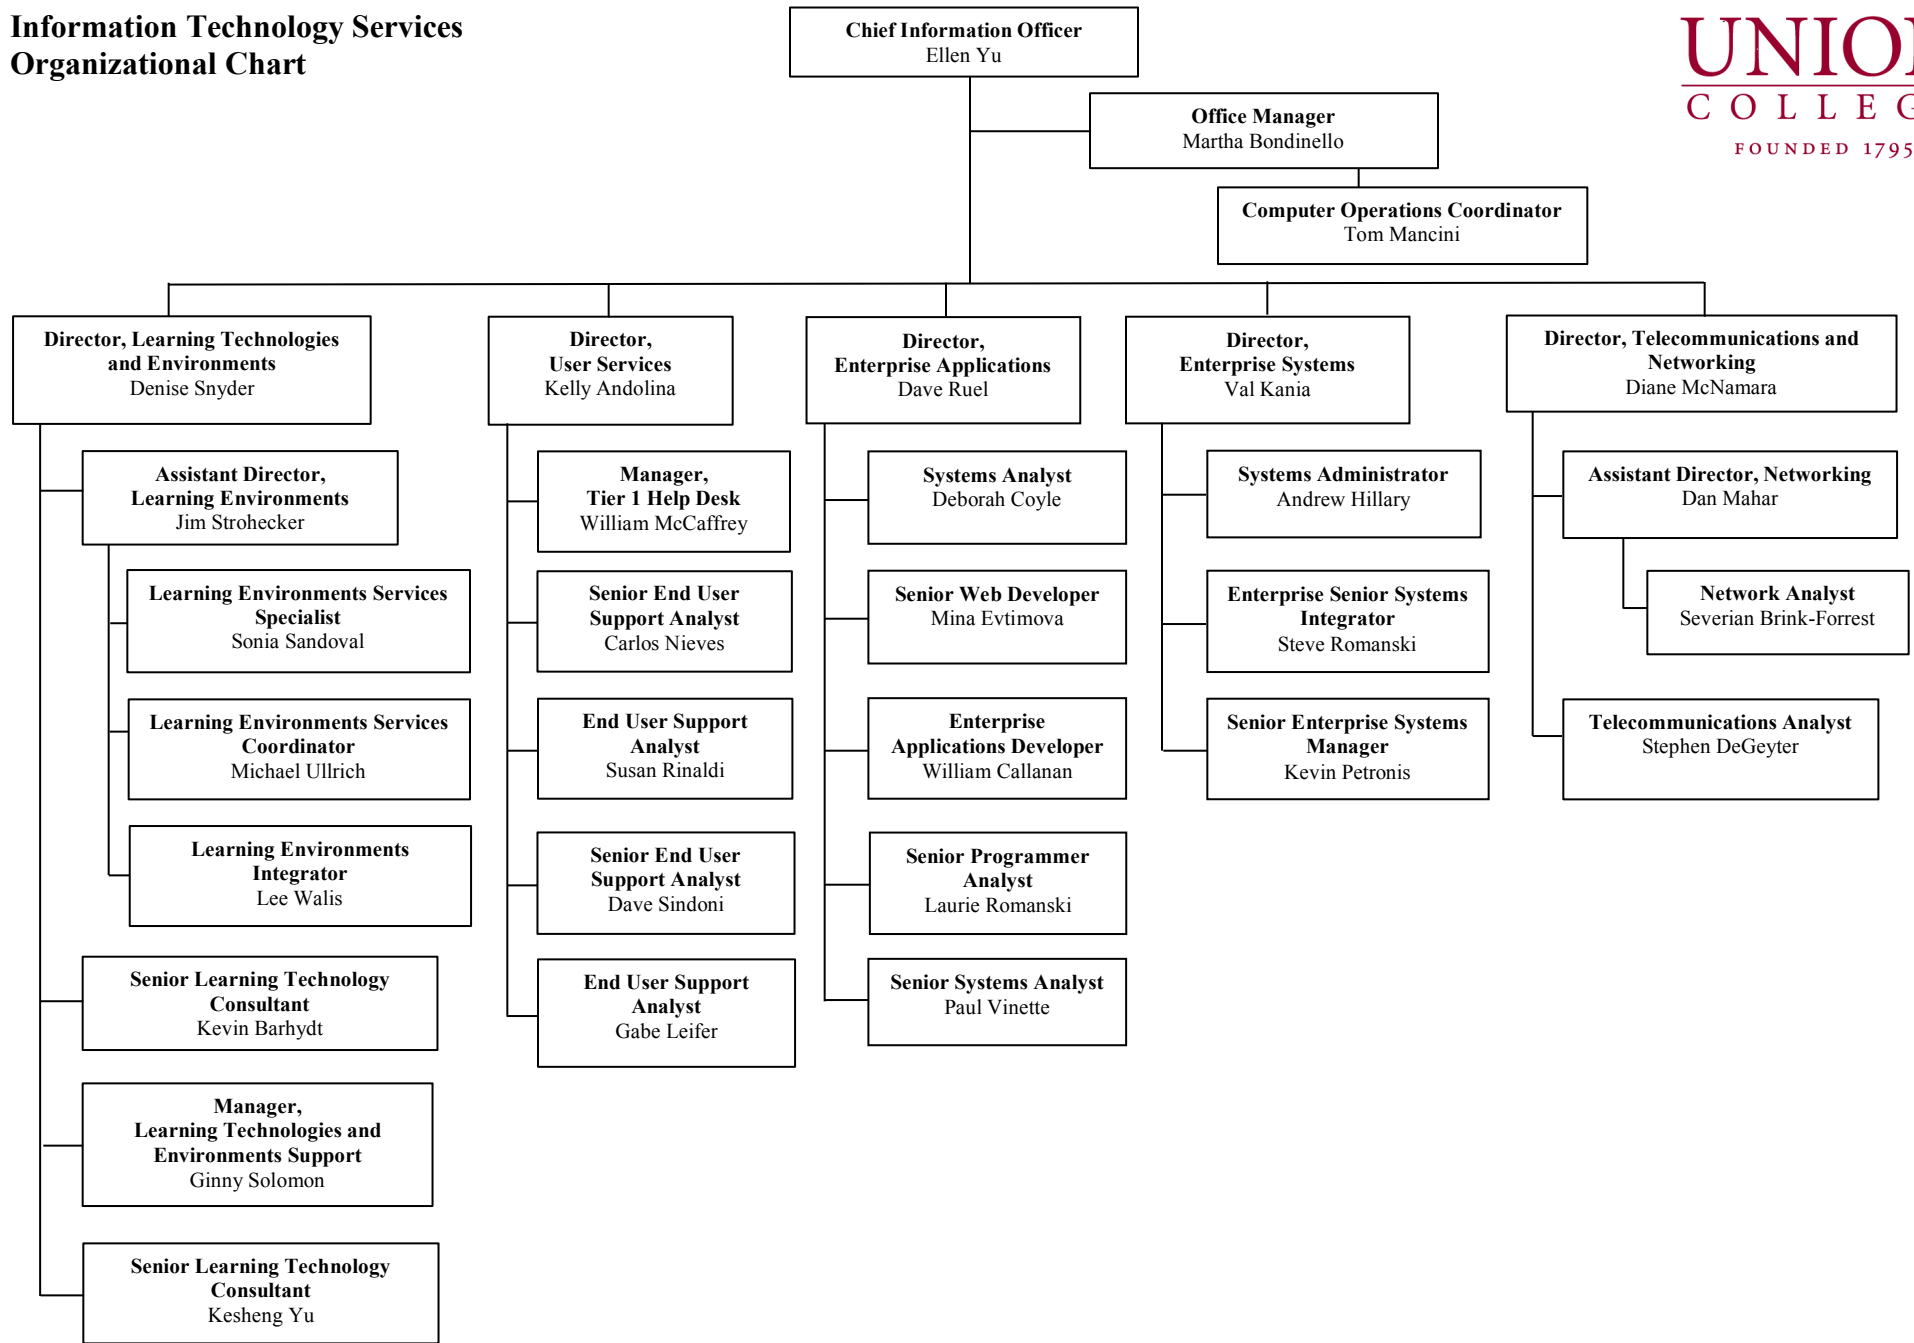 Information Technology Services
Organizational Chart
Chief Information Officer
Ellen Yu
UNION
COLLEG
FOUNDED 1795
Office Manager
Martha Bondinello
Computer Operations Coordinator
Tom Mancini
Director, Learning Technologies
and Environments
Denise Snyder
Assistant Director,
Learning Environments
Jim Strohecker
Learning Environments Services
Specialist
Sonia Sandoval
Learning Environments Services
Coordinator
Michael Ullrich
Learning Environments
Integrator
Lee Walis
Senior Learning Technology
Consultant
Kevin Barhydt
Manager,
Learning Technologies and
Environments Support
Ginny Solomon
Senior Learning Technology
Consultant
Kesheng Yu
Director,
User Services
Kelly Andolina
Manager,
Tier 1 Help Desk
William McCaffrey
Senior End User
Support Analyst
Carlos Nieves
End User Support
Analyst
Susan Rinaldi
Senior End User
Support Analyst
Dave Sindoni
End User Support
Analyst
Gabe Leifer
Director,
Enterprise Applications
Dave Ruel
Systems Analyst
Deborah Coyle
Senior Web Developer
Mina Evtimova
Enterprise
Applications Developer
William Callanan
Senior Programmer
Analyst
Laurie Romanski
Senior Systems Analyst
Paul Vinette
Director,
Enterprise Systems
Val Kania
Systems Administrator
Andrew Hillary
Enterprise Senior Systems
Integrator
Steve Romanski
Senior Enterprise Systems
Manager
Kevin Petronis
Director, Telecommunications and
Networking
Diane McNamara
Assistant Director, Networking
Dan Mahar
Network Analyst
Severian Brink-Forrest
Telecommunications Analyst
Stephen DeGeyter